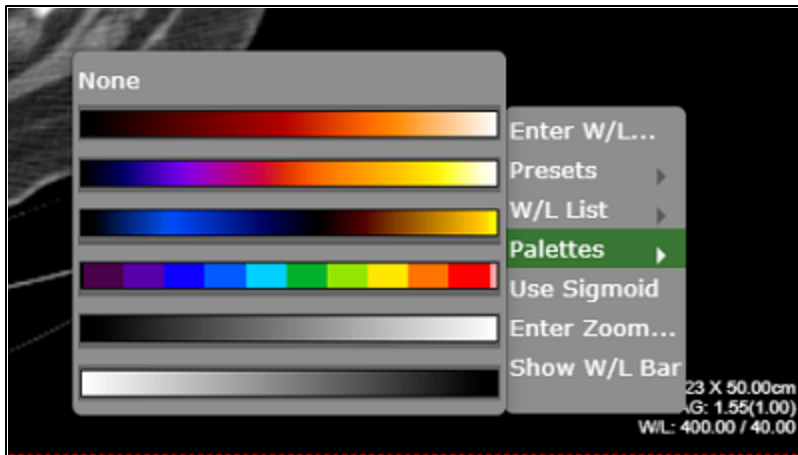 None
Enter W/L...
Presets
W/L List
Palettes
Use Sigmoid
Enter Zoom...
Show W/L Bar
23 X 50.00cm
G: 1.55(1.00)
W/L: 400.00 / 40.00